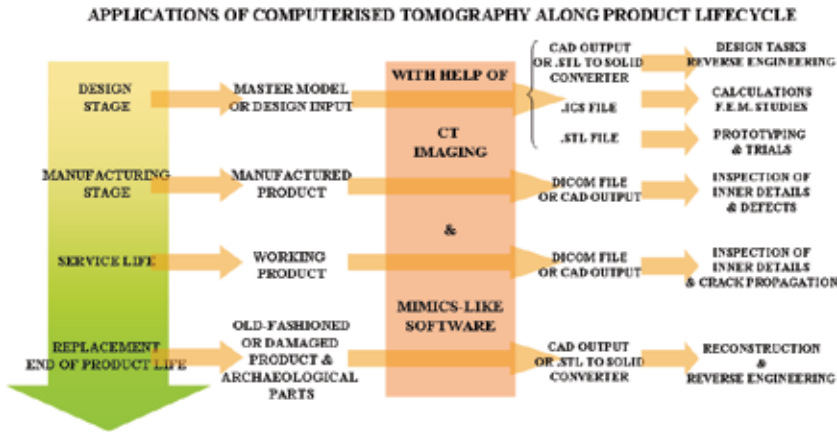 APPLICATIONS OF COMPUTERISED TOMOGRAPHY ALONG PRODUCT LIFECYCLE
DESIGN
STAGE
MASTER MODEL
OR DESIGN INPUT
WITH HELP OF
CT
IMAGING
&
MIMICS-LIKE
SOFTWARE
CAD OUTPUT
OR .STL TO SOLID
CONVERTER
DESIGN TASKS
REVERSE ENGINEERING
.IGS FILE
CALCULATIONS
F.E.M. STUDIES
.STL FILE
PROTOTYPING
& TRIALS
MANUFACTURING
STAGE
MANUFACTURED
PRODUCT
DICOM FILE
OR CAD OUTPUT
INSPECTION OF
INNER DETAILS
& DEFECTS
SERVICE LIFE
WORKING
PRODUCT
DICOM FILE
OR CAD OUTPUT
INSPECTION OF
INNER DETAILS
& CRACK PROPAGATION
REPLACEMENT
END OF PRODUCT LIFE
OLD-FASHIONED
OR DAMAGED
PRODUCT &
ARCHAEOLOGICAL
PARTS
CAD OUTPUT
OR .STL TO SOLID
CONVERTER
RECONSTRUCTION
&
REVERSE ENGINEERING